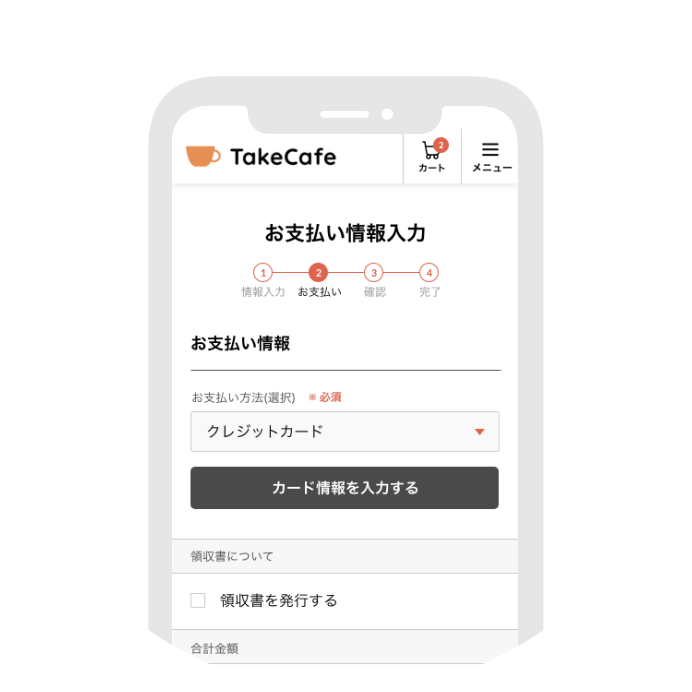 TakeCafe
2
カート
メニュー
お支払い情報入力
1 2 3 4
情報入力 お支払い 確認 完了
お支払い情報
お支払い方法(選択) ※ 必須
クレジットカード
カード情報を入力する
領収書について
領収書を発行する
合計金額